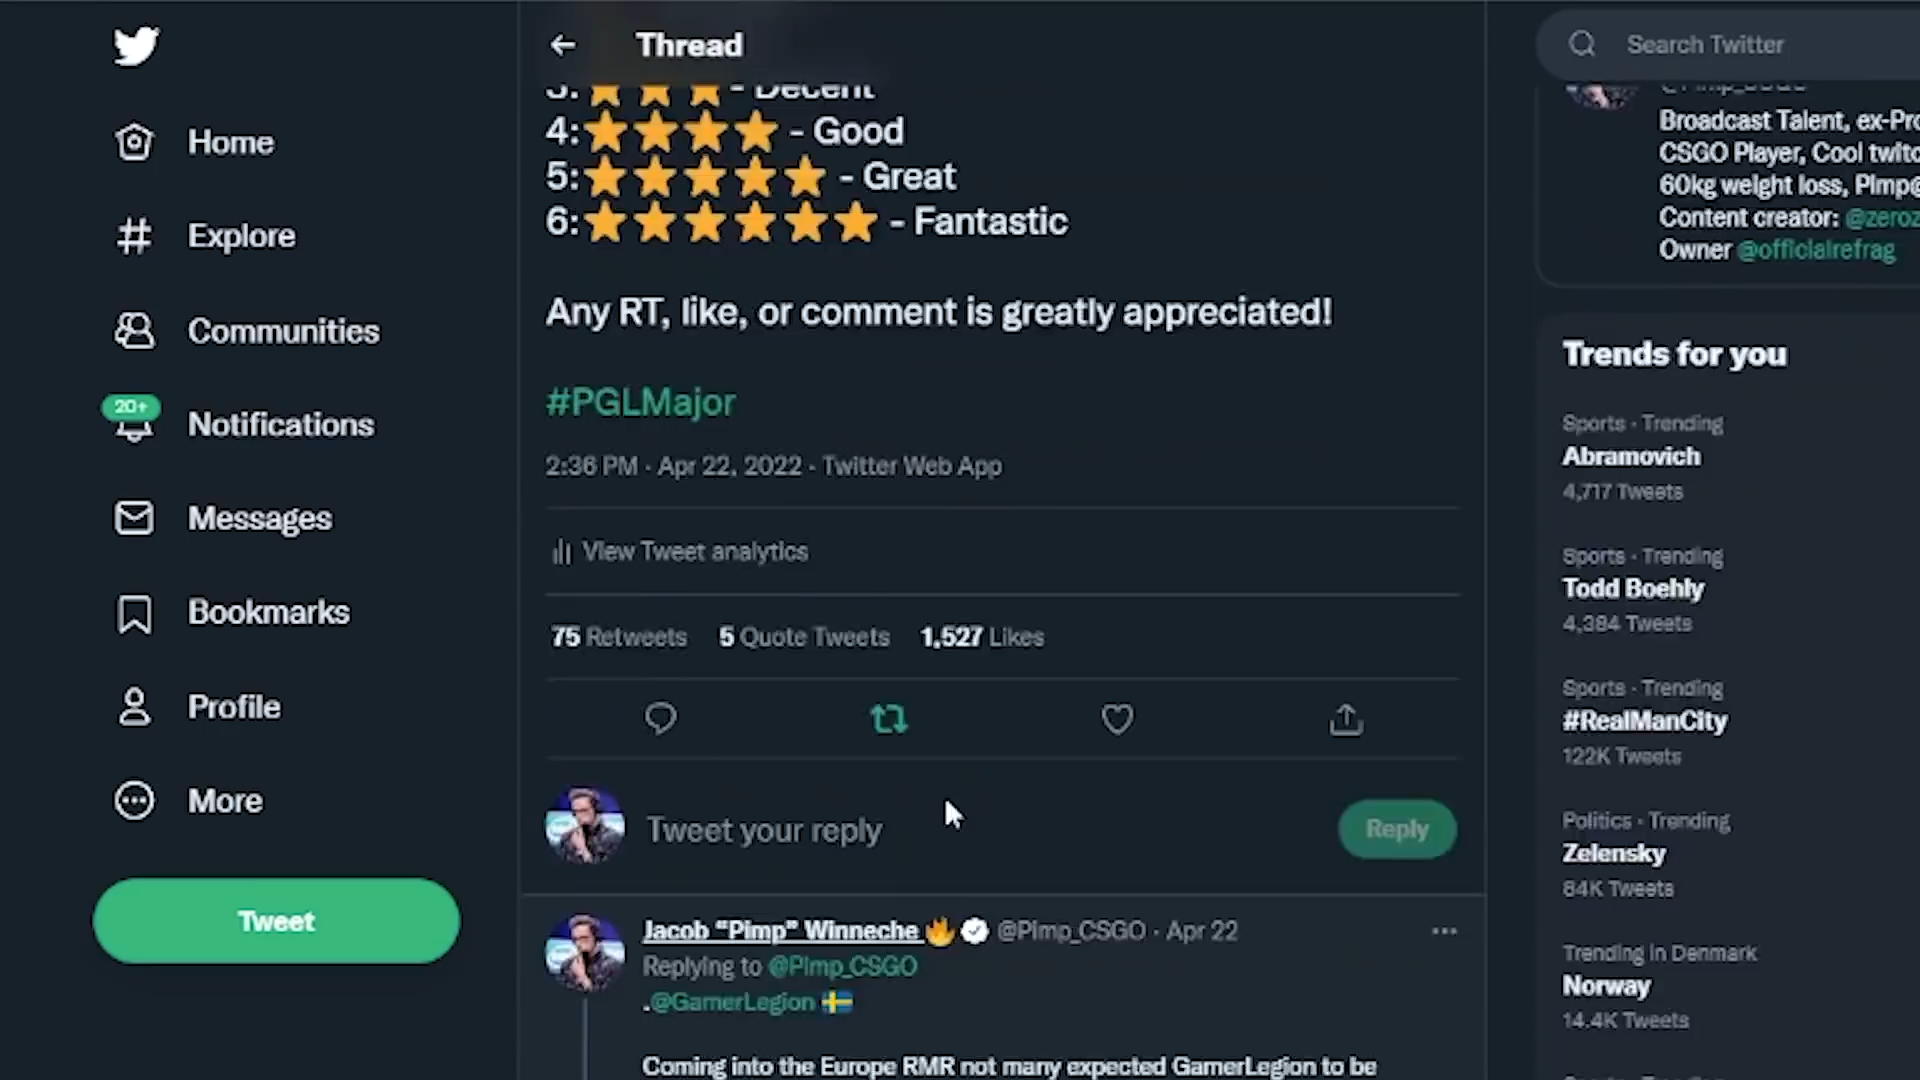 Thread
Search Twitter
Home
Explore
Communities
20+
Notifications
Messages
Bookmarks
Profile
More
Tweet
3:⭐⭐⭐ - Decent
4:⭐⭐⭐⭐ - Good
5:⭐⭐⭐⭐⭐ - Great
6:⭐⭐⭐⭐⭐⭐ - Fantastic
Any RT, like, or comment is greatly appreciated!
#PGLMajor
2:36 PM · Apr 22, 2022 · Twitter Web App
View Tweet analytics
75 Retweets 5 Quote Tweets 1,527 Likes
Tweet your reply
Reply
Jacob "Pimp" Winneche🔥 @Pimp_CSGO · Apr 22
Replying to @Pimp_CSGO
.@GamerLegion 🇸🇪
Coming into the Europe RMR not many expected GamerLegion to be
@Pimp_CSGO
Broadcast Talent, ex-Pro
CSGO Player, Cool twitc
60kg weight loss, Pimp@
Content creator: @zeroz
Owner @officialrefrag
Trends for you
Sports · Trending
Abramovich
4,717 Tweets
Sports · Trending
Todd Boehly
4,384 Tweets
Sports · Trending
#RealManCity
122K Tweets
Politics · Trending
Zelensky
84K Tweets
Trending in Denmark
Norway
14.4K Tweets